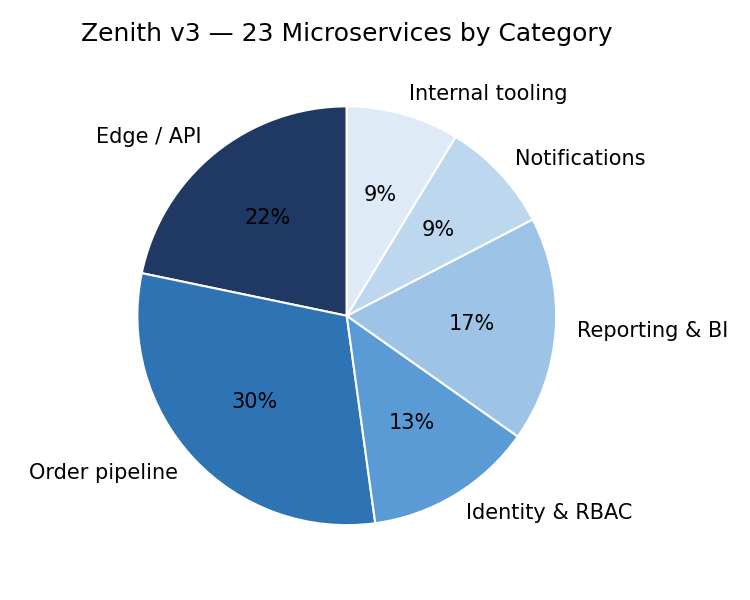 Zenith v3 — 23 Microservices by Category
Internal tooling
Edge / API
Notifications
9%
22%
9%
17%
Reporting & BI
30%
13%
Order pipeline
Identity & RBAC